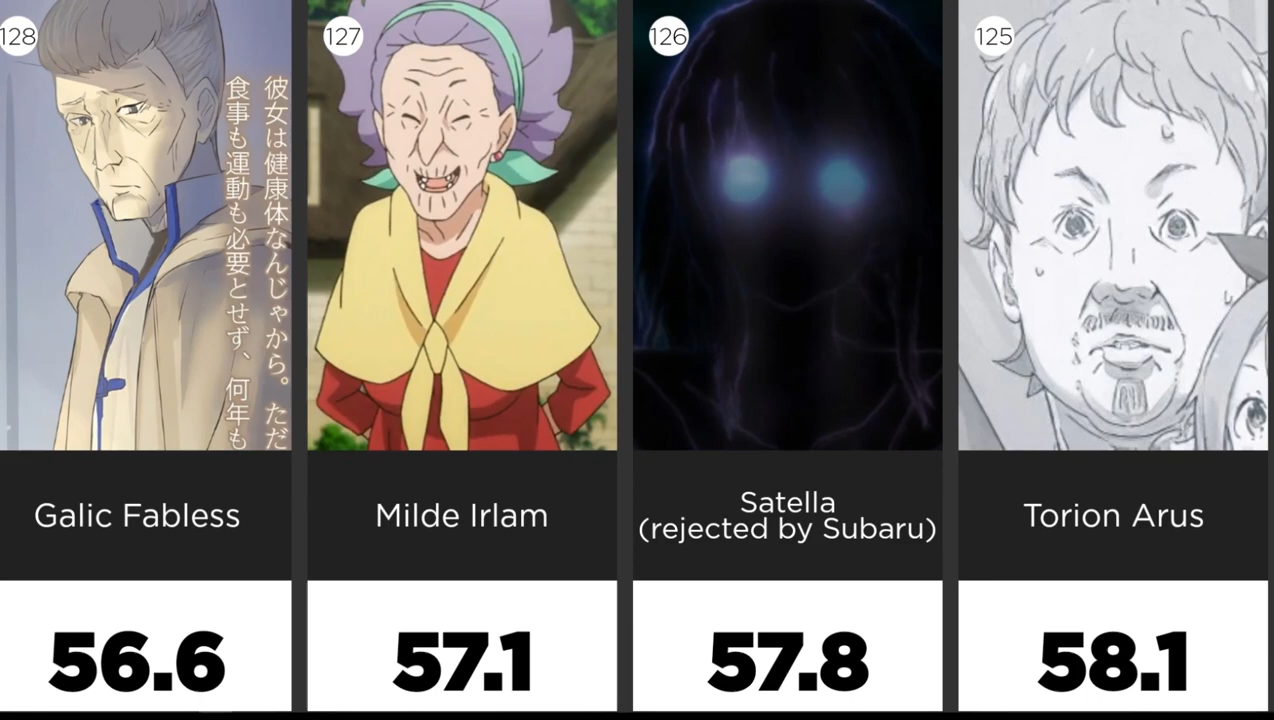 128
彼女は健康体なんじゃから。ただ
食事も運動も必要とせず、何年も
Galic Fabless
56.6
127
Milde Irlam
57.1
126
Satella
(rejected by Subaru)
57.8
125
Torion Arus
58.1